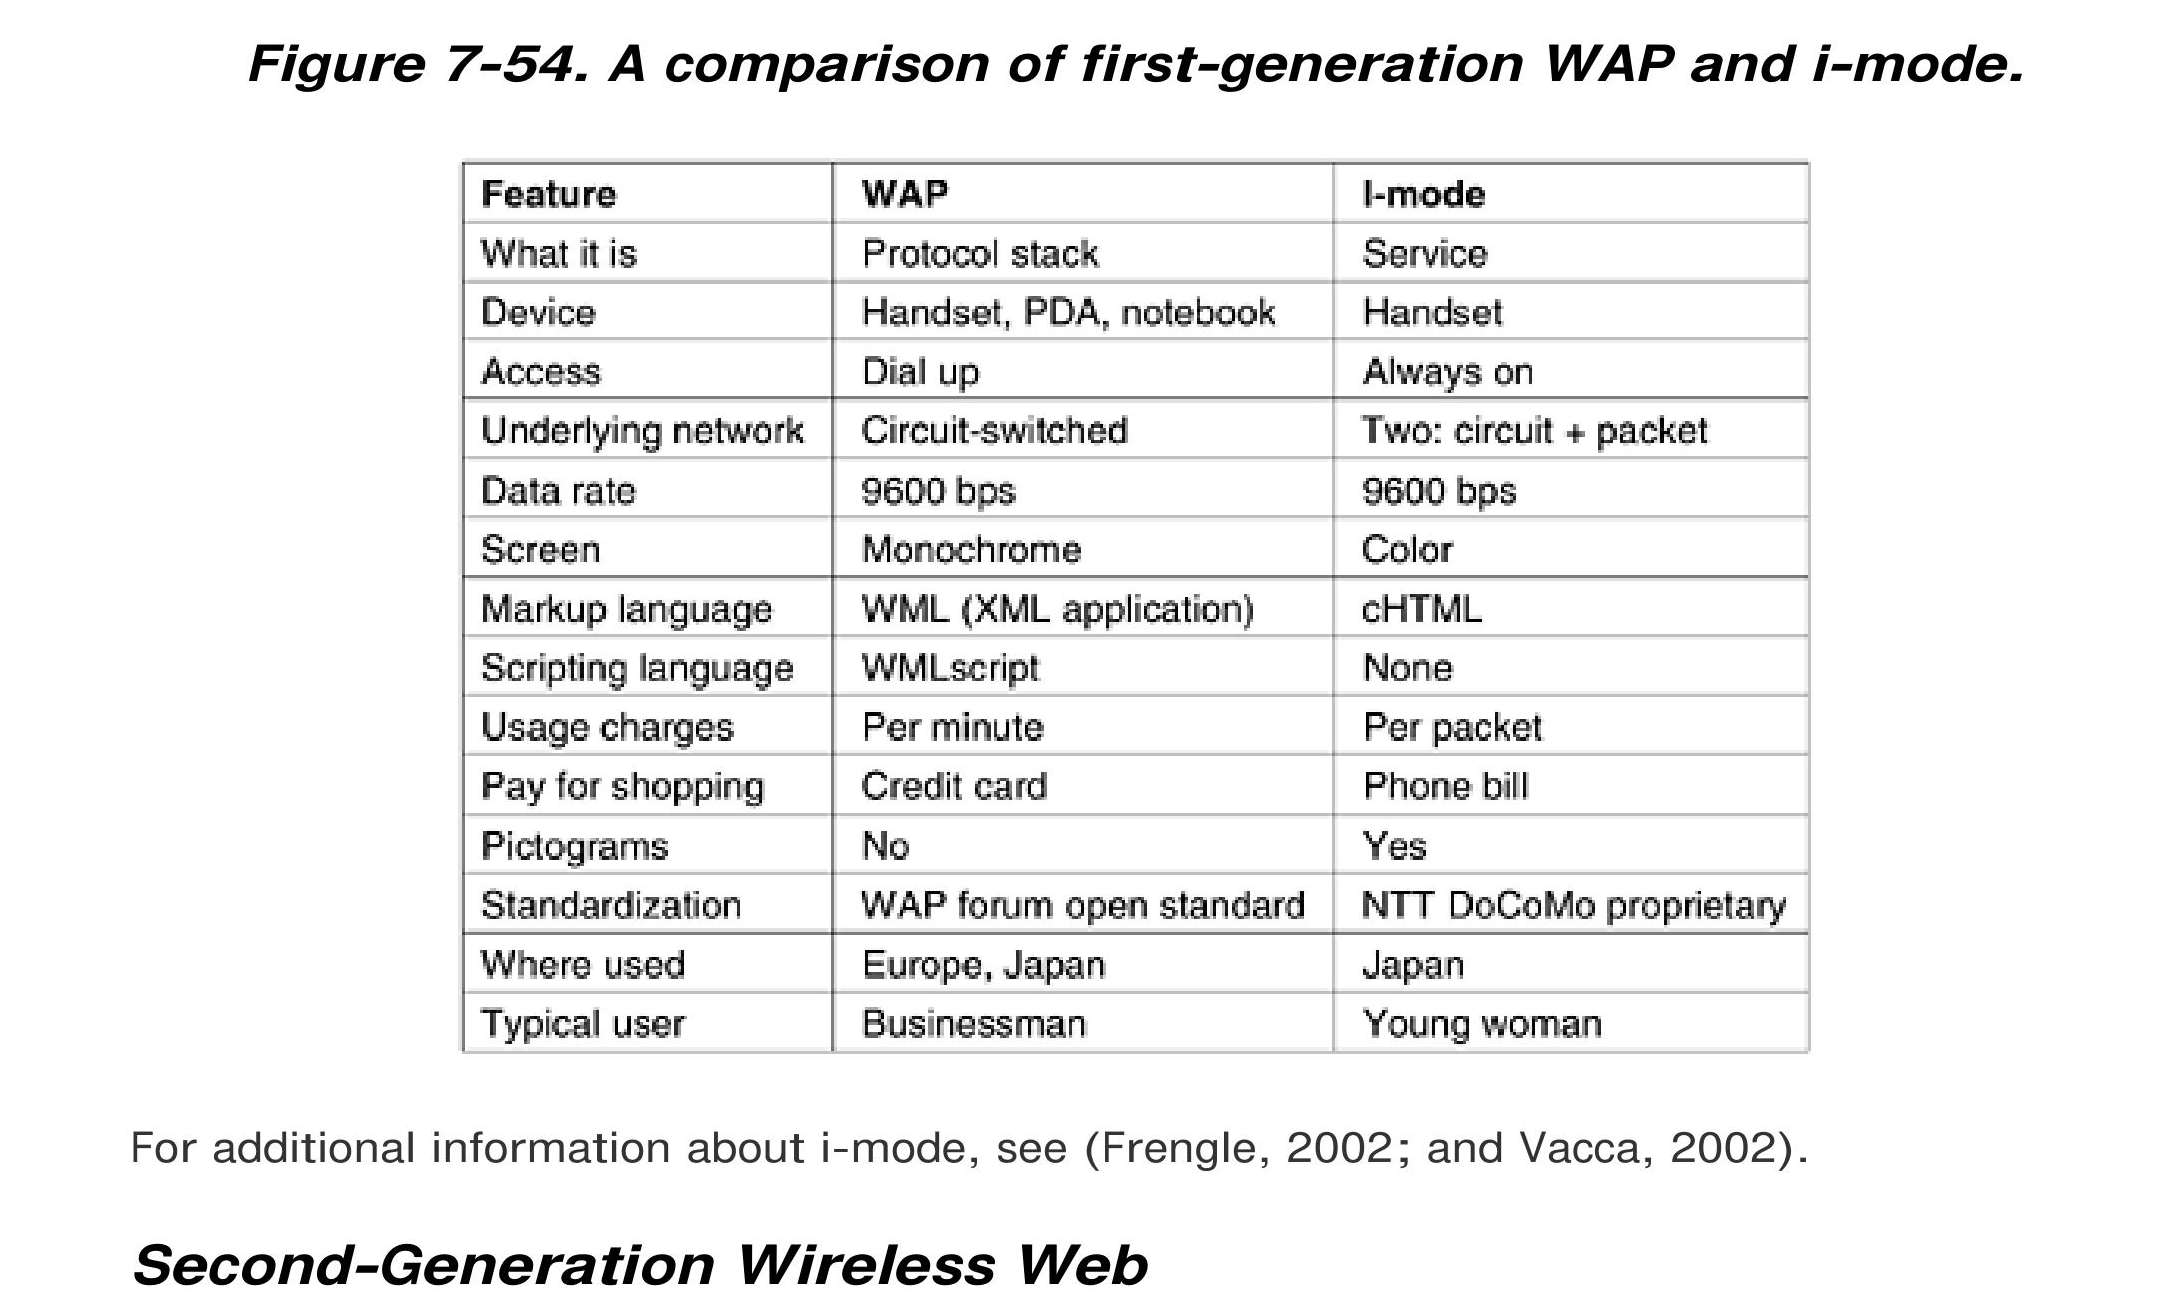 Figure 7-54. A comparison of first-generation WAP and i-mode.
Feature WAP I-mode
What it is Protocol stack Service
Device Handset, PDA, notebook Handset
Access Dial up Always on
Underlying network Circuit-switched Two: circuit + packet
Data rate 9600 bps 9600 bps
Screen Monochrome Color
Markup language WML (XML application) cHTML
Scripting language WMLscript None
Usage charges Per minute Per packet
Pay for shopping Credit card Phone bill
Pictograms No Yes
Standardization WAP forum open standard NTT DoCoMo proprietary
Where used Europe, Japan Japan
Typical user Businessman Young woman
For additional information about i-mode, see (Frengle, 2002; and Vacca, 2002).
Second-Generation Wireless Web